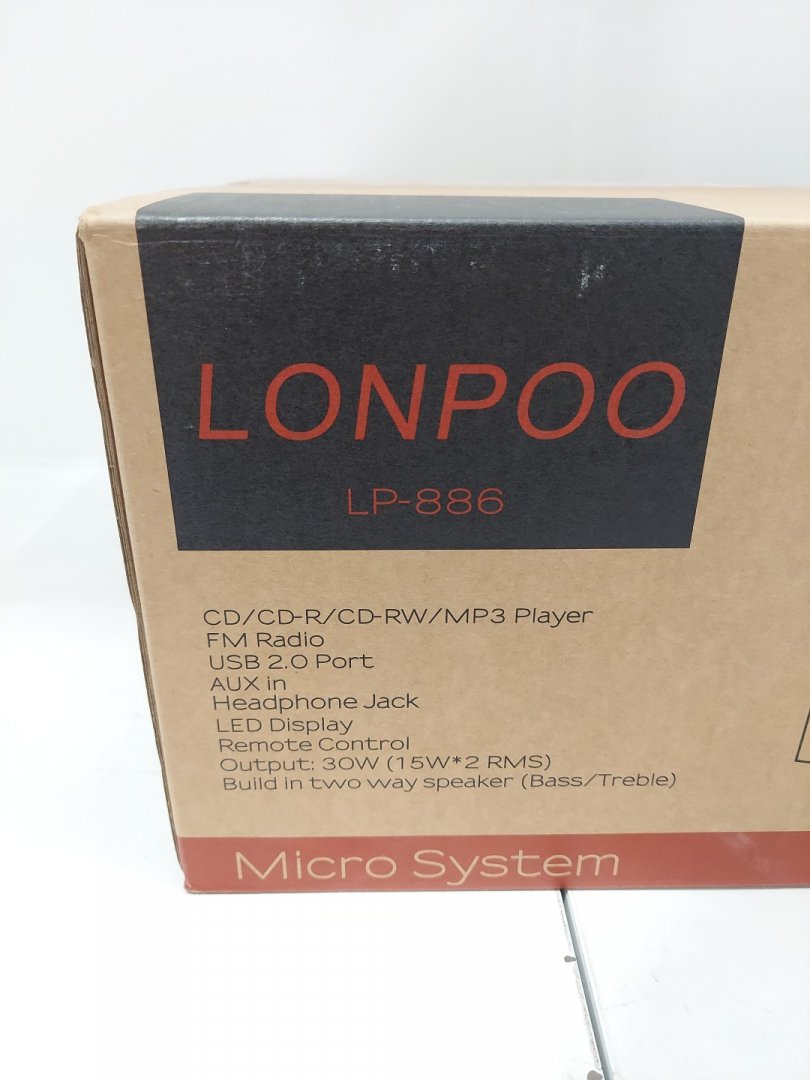 LONPOO
LP-886
CD/CD-R/CD-RW/MP3 Player
FM Radio
USB 2.0 Port
AUX in
Headphone Jack
LED Display
Remote Control
Output: 30W (15W*2 RMS)
Build in two way speaker (Bass/Treble)
Micro System